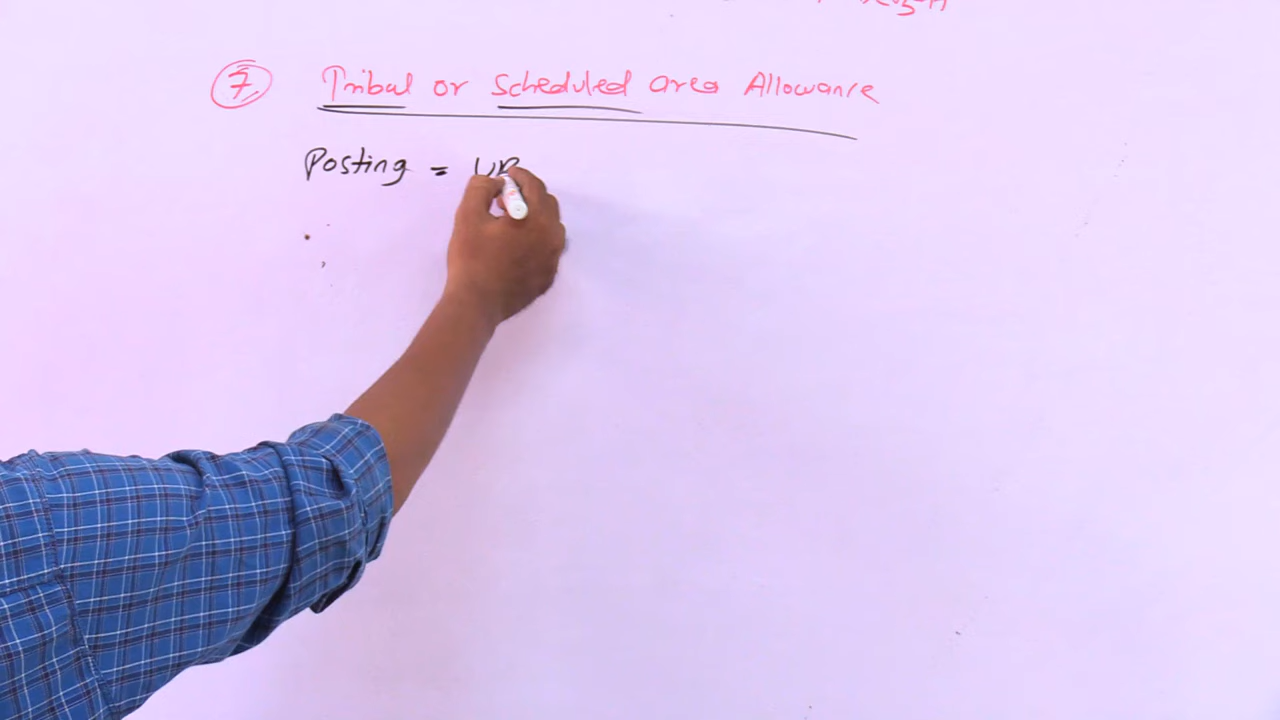 7 Tribal or Scheduled area Allowance
Posting = UP